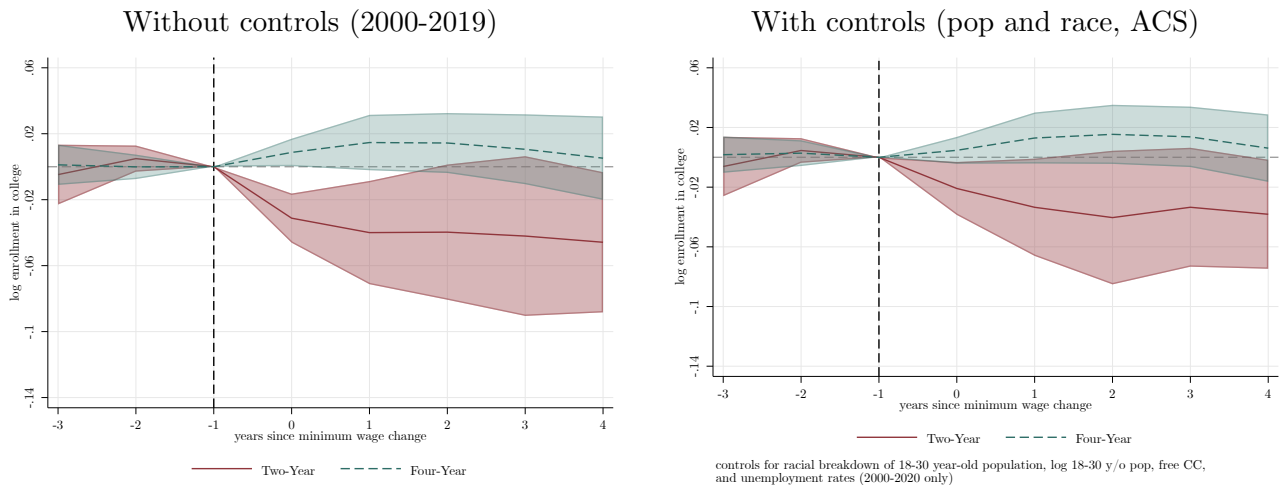 Without controls (2000-2019)
.06
.02
-.02
-.06
-.1
-.14
log enrollment in college
-3 -2 -1 0 1 2 3 4
years since minimum wage change
Two-Year Four-Year
With controls (pop and race, ACS)
.06
.02
-.02
-.06
-.1
-.14
log enrollment in college
-3 -2 -1 0 1 2 3 4
years since minimum wage change
Two-Year Four-Year
controls for racial breakdown of 18-30 year-old population, log 18-30 y/o pop, free CC,
and unemployment rates (2000-2020 only)